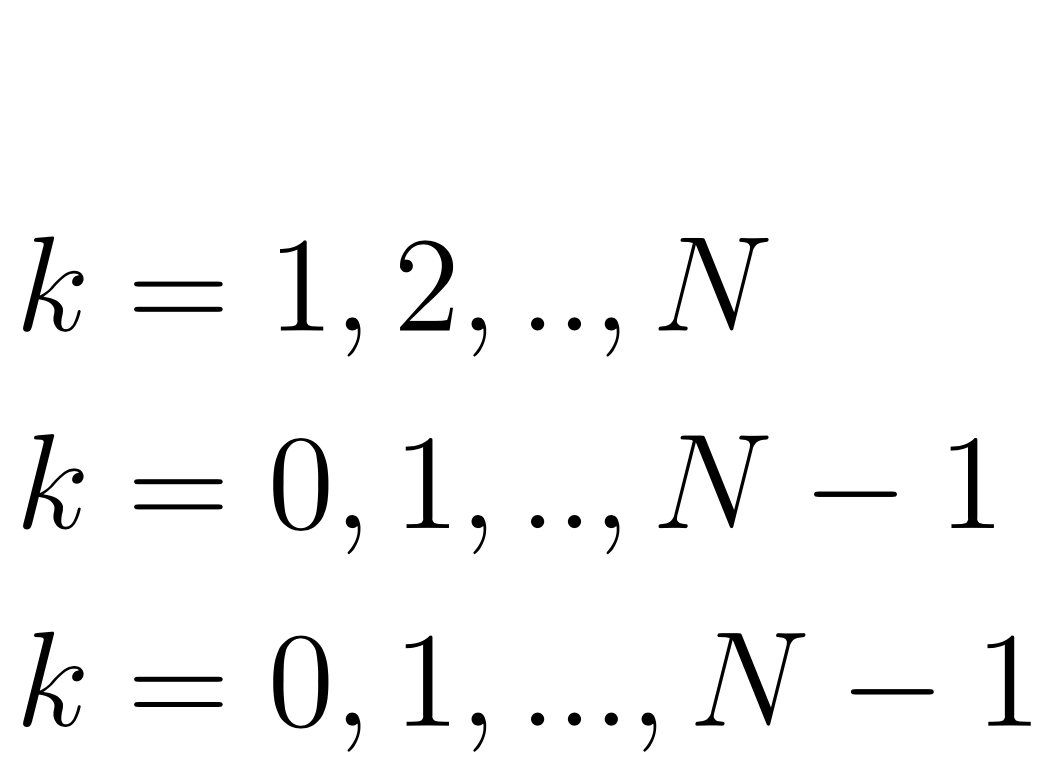 k = 1, 2, .., N
k = 0, 1, .., N − 1
k = 0, 1, ..., N − 1